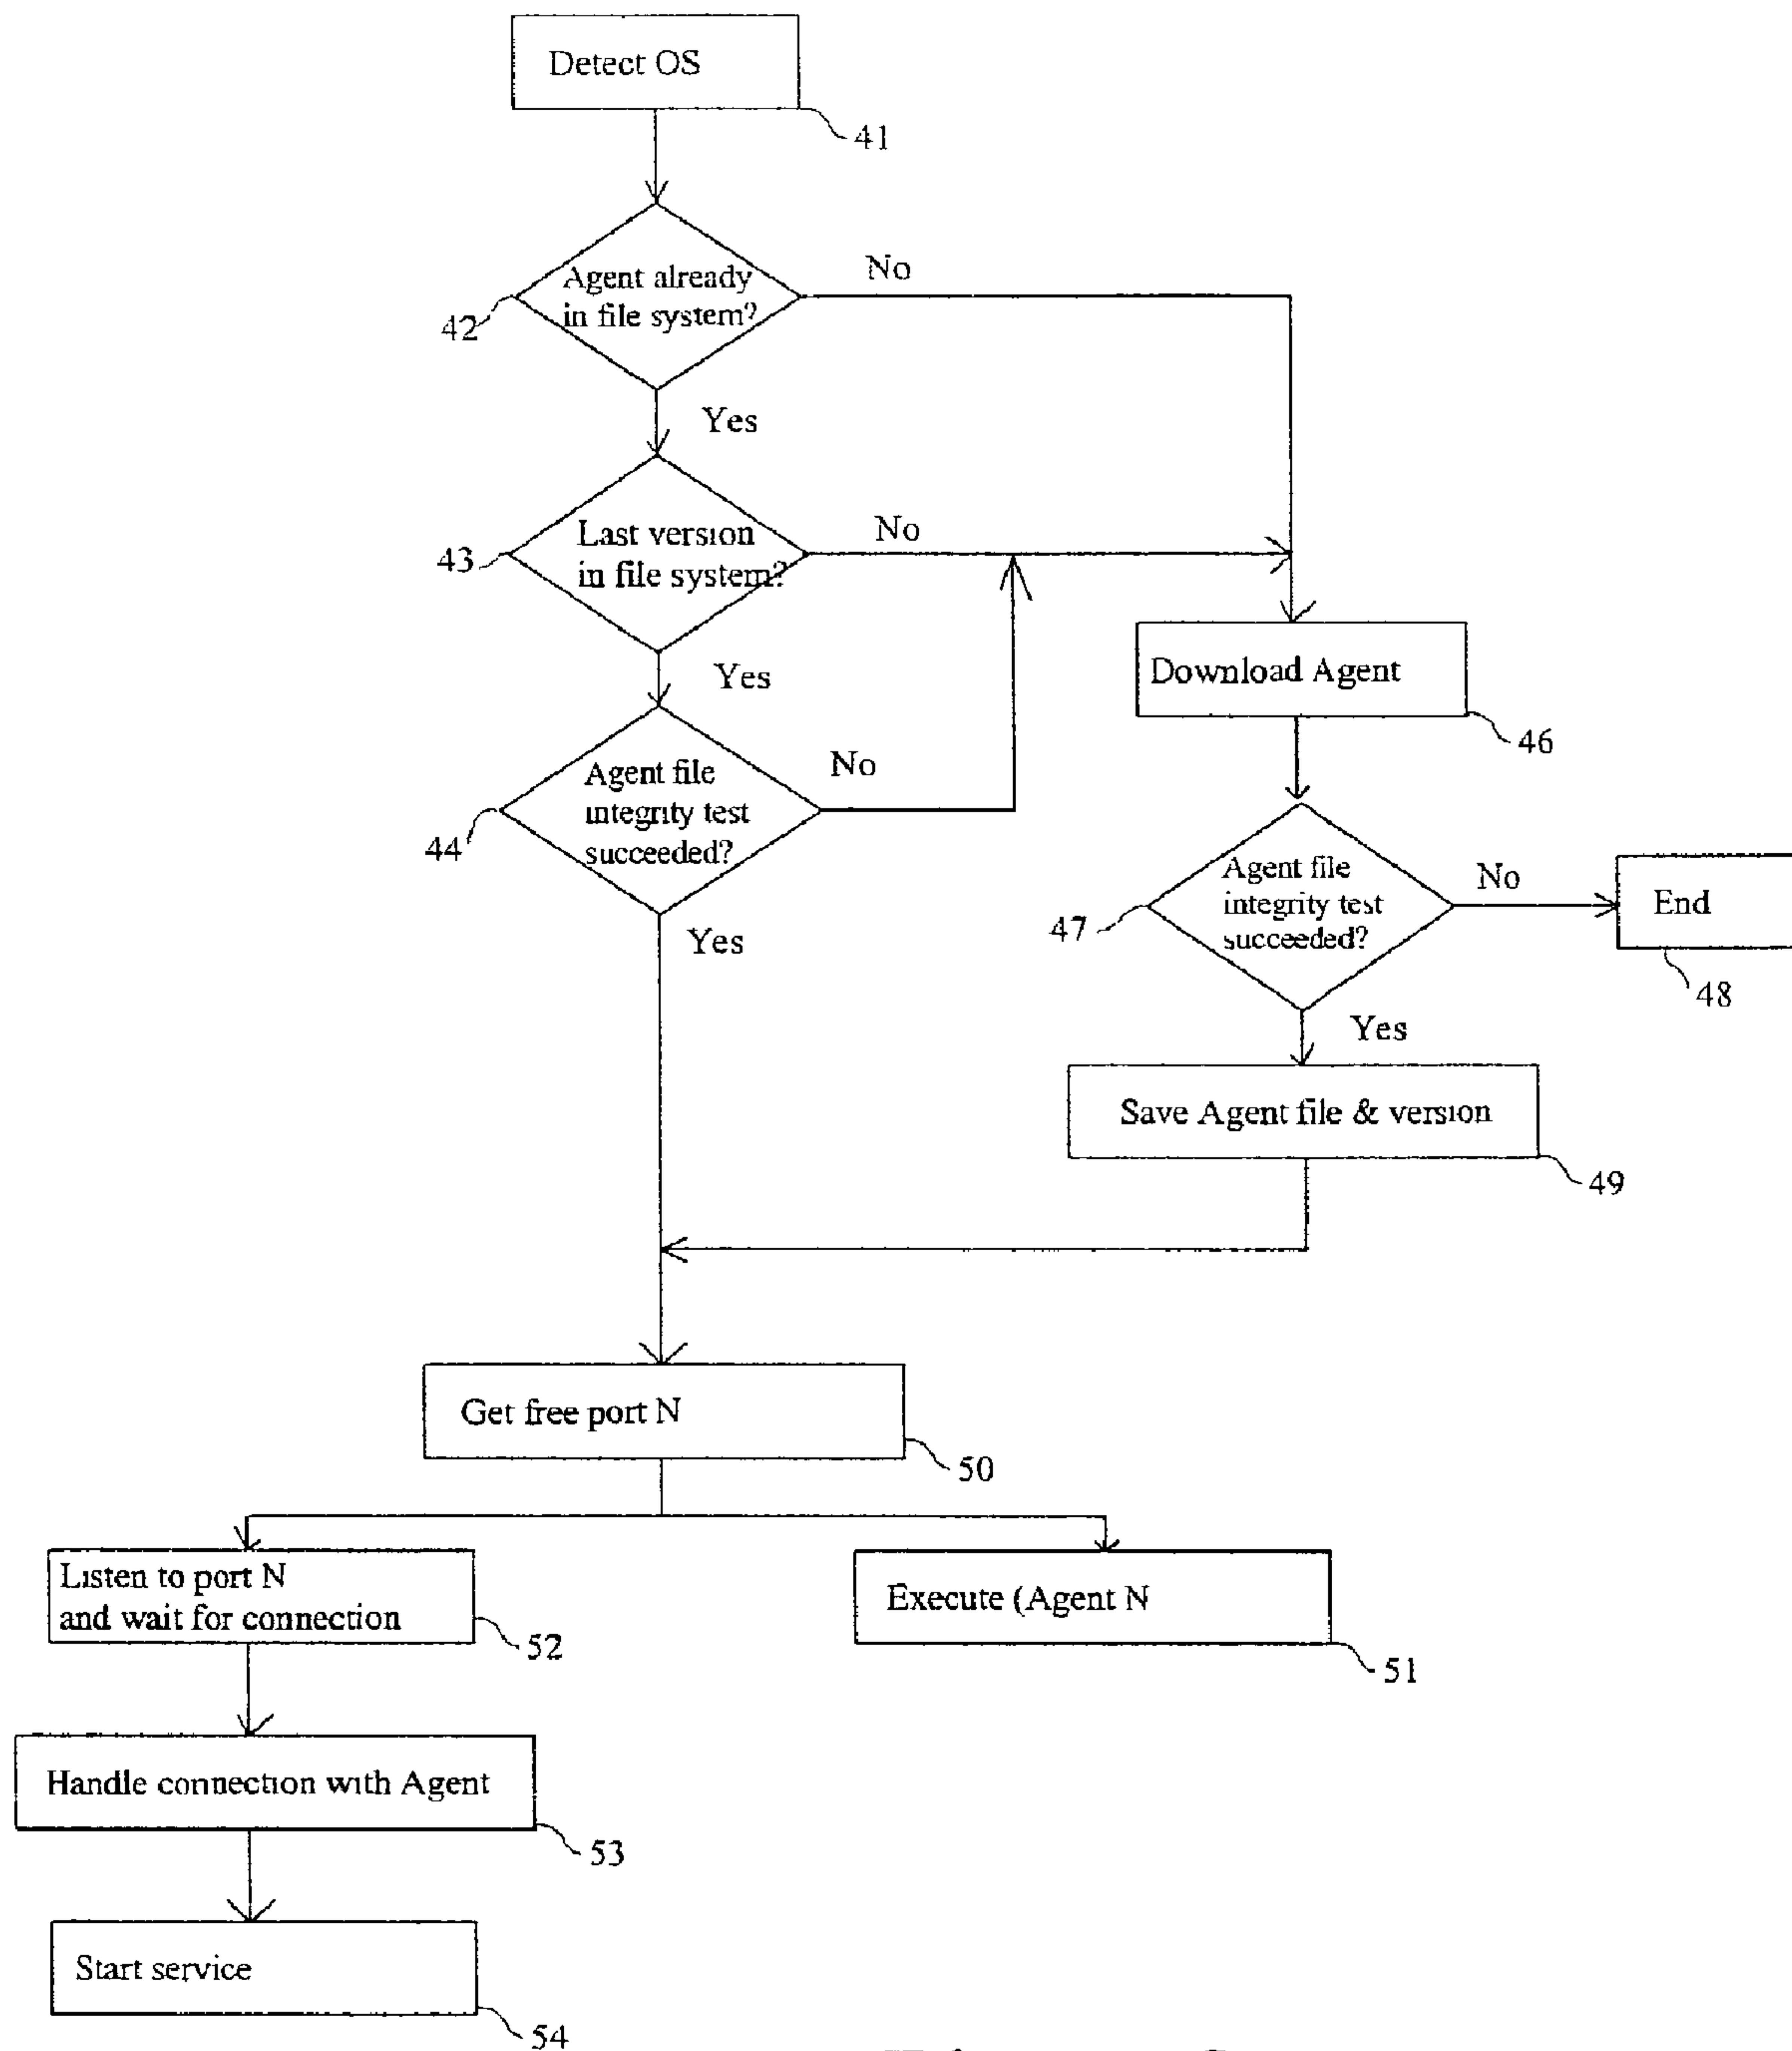 Detect OS
41
Agent already
in file system?
42
No
Yes
Last version
in file system?
43
No
Yes
Agent file
integrity test
succeeded?
44
No
Yes
Download Agent
46
Agent file
integrity test
succeeded?
47
No
End
48
Yes
Save Agent file & version
49
Get free port N
50
Listen to port N
and wait for connection
52
Execute (Agent N
51
Handle connection with Agent
53
Start service
54